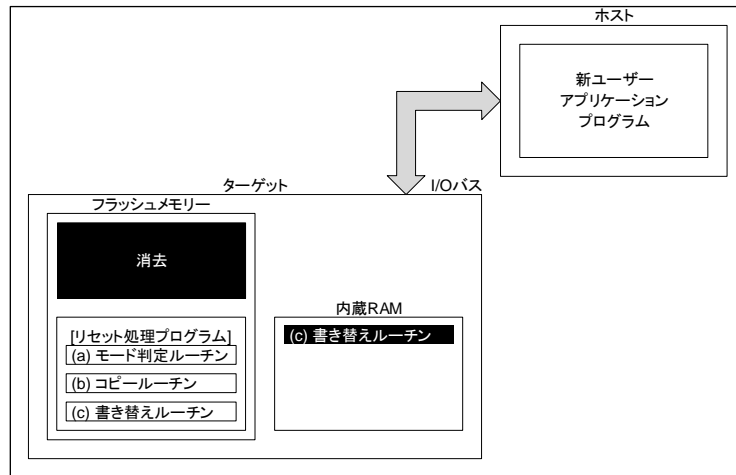 ホスト
新ユーザー
アプリケーション
プログラム
ターゲット
I/Oバス
フラッシュメモリー
消去
内蔵RAM
[リセット処理プログラム]
(a) モード判定ルーチン
(b) コピールーチン
(c) 書き替えルーチン
(c) 書き替えルーチン